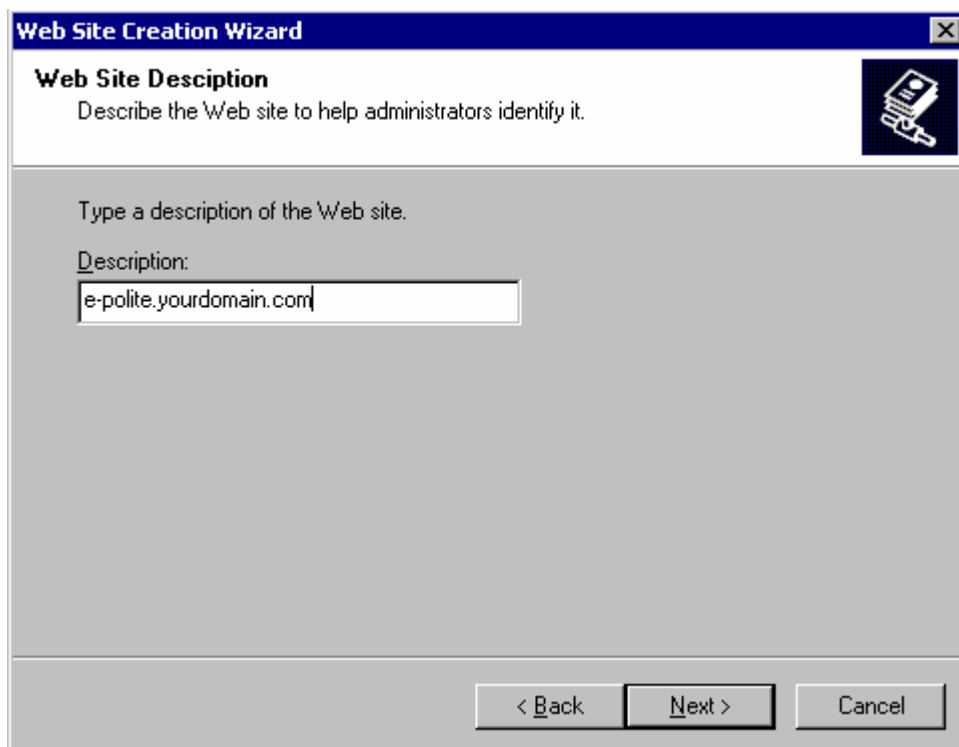 Web Site Creation Wizard
Web Site Desciption
Describe the Web site to help administrators identify it.
Type a description of the Web site.
Description:
e-polite.yourdomain.com
< Back
Next >
Cancel